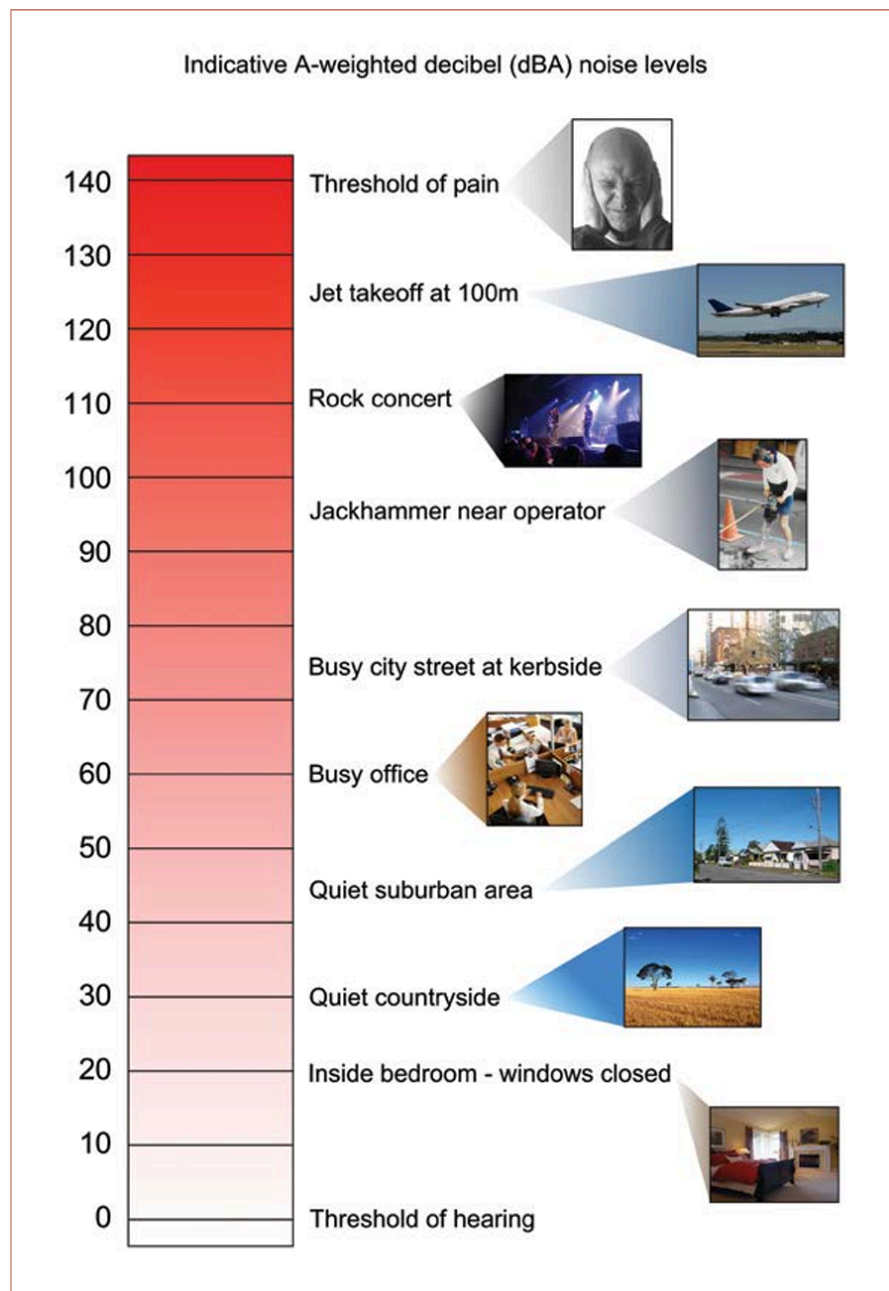 Indicative A-weighted decibel (dBA) noise levels
140
Threshold of pain
130
Jet takeoff at 100m
120
Rock concert
110
100
Jackhammer near operator
90
80
Busy city street at kerbside
70
60
Busy office
50
Quiet suburban area
40
30
Quiet countryside
20
Inside bedroom - windows closed
10
0
Threshold of hearing